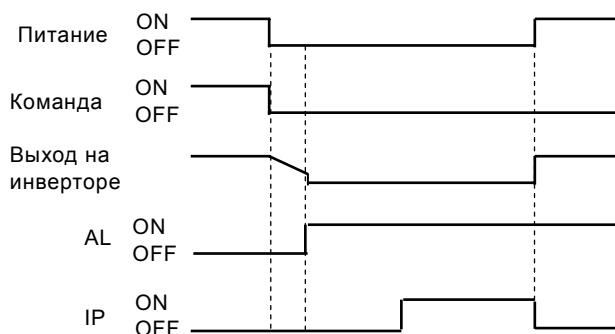 Питание
ON
OFF
Команда
ON
OFF
Выход на
инверторе
AL
ON
OFF
IP
ON
OFF